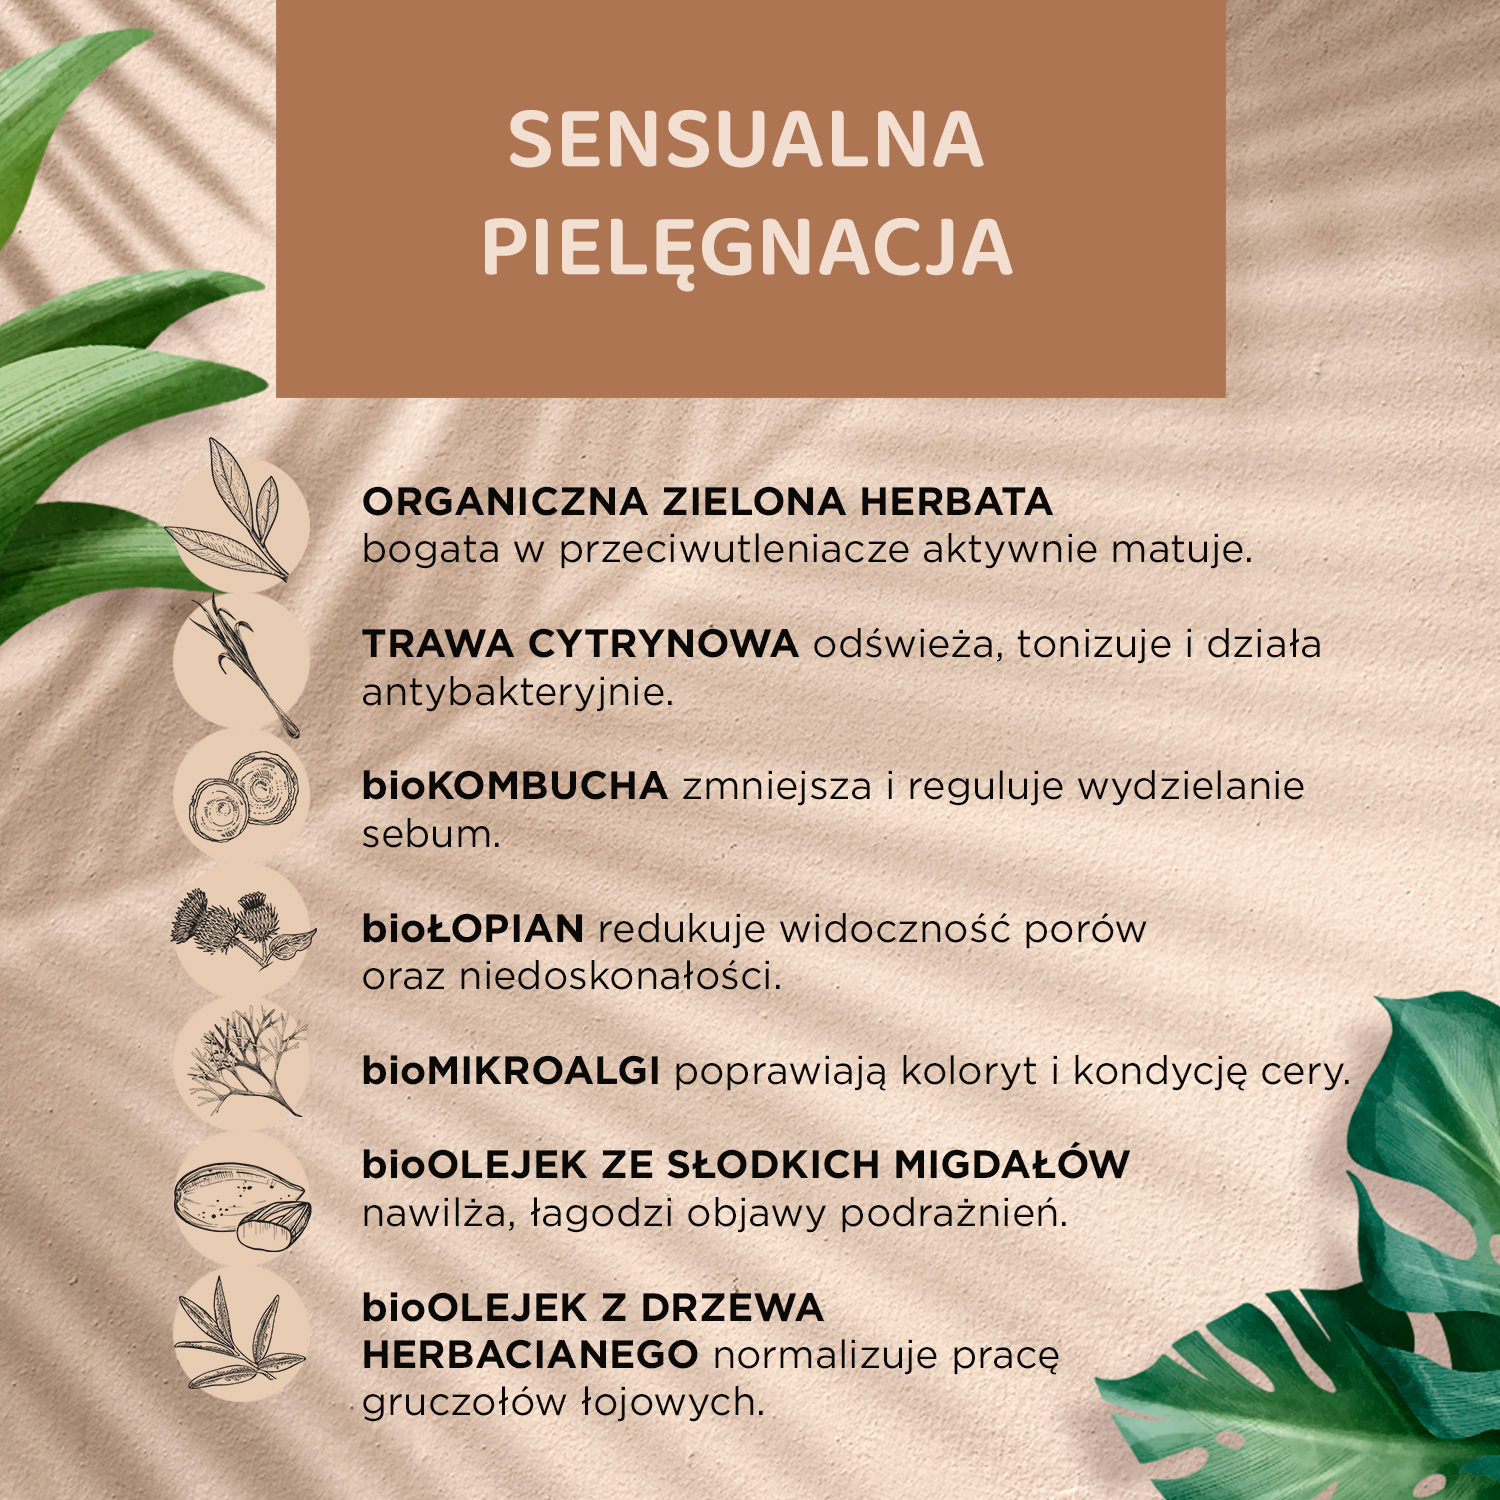 SENSUALNA
PIELĘGNACJA
ORGANICZNA ZIELONA HERBATA
bogata w przeciwutleniacze aktywnie matuje.
TRAWA CYTRYNOWA odświeża, tonizuje i działa
antybakteryjnie.
bioKOMBUCHA zmniejsza i reguluje wydzielanie
sebum.
bioŁOPIAN redukuje widoczność porów
oraz niedoskonałości.
bioMIKROALGI poprawiają koloryt i kondycję cery.
bioOLEJEK ZE SŁODKICH MIGDAŁÓW
nawilża, łagodzi objawy podrażnień.
bioOLEJEK Z DRZEWA
HERBACIANEGO normalizuje pracę
gruczołów łojowych.